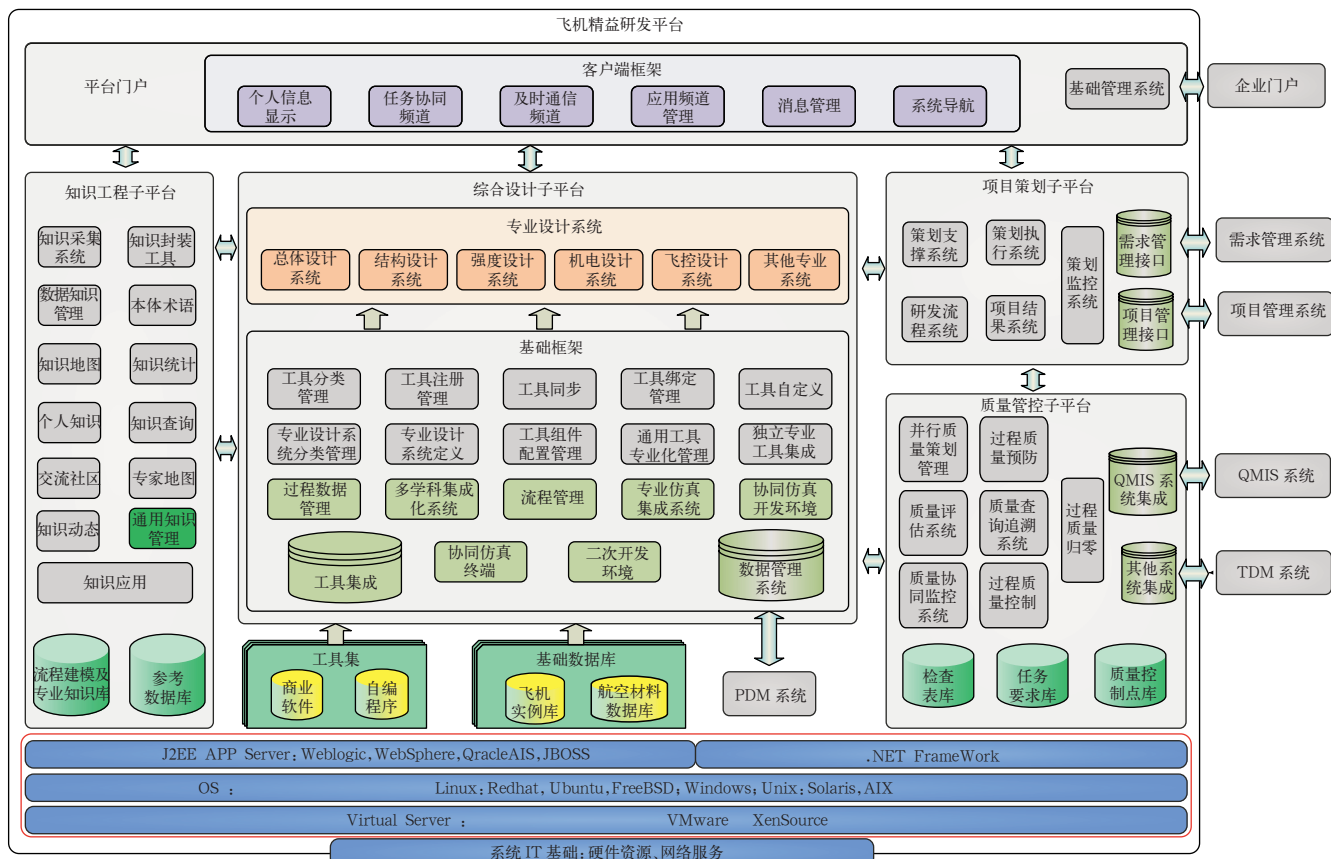 飞机精益研发平台
平台门户
客户端框架
个人信息
显示
任务协同
频道
及时通信
频道
应用频道
管理
消息管理
系统导航
基础管理系统
企业门户
知识工程子平台
知识采集
系统
知识封装
工具
数据知识
管理
本体术语
知识地图
知识统计
个人知识
知识查询
交流社区
专家地图
知识动态
通用知识
管理
知识应用
流程建模及
专业知识库
参考
数据库
综合设计子平台
专业设计系统
总体设计
系统
结构设计
系统
强度设计
系统
机电设计
系统
飞控设计
系统
其他专业
系统
基础框架
工具分类
管理
工具注册
管理
工具同步
工具绑定
管理
工具自定义
专业设计系
统分类管理
专业设计
系统定义
工具组件
配置管理
通用工具
专业化管理
独立专业
工具集成
过程数据
管理
多学科集成
化系统
流程管理
专业仿真
集成系统
协同仿真
开发环境
工具集成
协同仿真
终端
二次开发
环境
数据管理
系统
工具集
商业
软件
自编
程序
基础数据库
飞机
实例库
航空材料
数据库
PDM 系统
项目策划子平台
策划支
撑系统
策划执
行系统
研发流
程系统
项目结
果系统
策划
监控
系统
需求管
理接口
项目管
理接口
需求管理系统
项目管理系统
质量管控子平台
并行质
量策划
管理
过程质
量预防
质量评
估系统
质量查
询追溯
系统
质量协
同监控
系统
过程质
量控制
过程
质量
归零
QMIS 系
统集成
其他系
统集成
QMIS 系统
TDM 系统
检查
表库
任务
要求库
质量控
制点库
J2EE APP Server: Weblogic,WebSphere,QracleAIS,JBOSS
.NET FrameWork
OS : Linux: Redhat, Ubuntu,FreeBSD; Windows; Unix: Solaris, AIX
Virtual Server : VMware XenSource
系统 IT 基础:硬件资源、网络服务